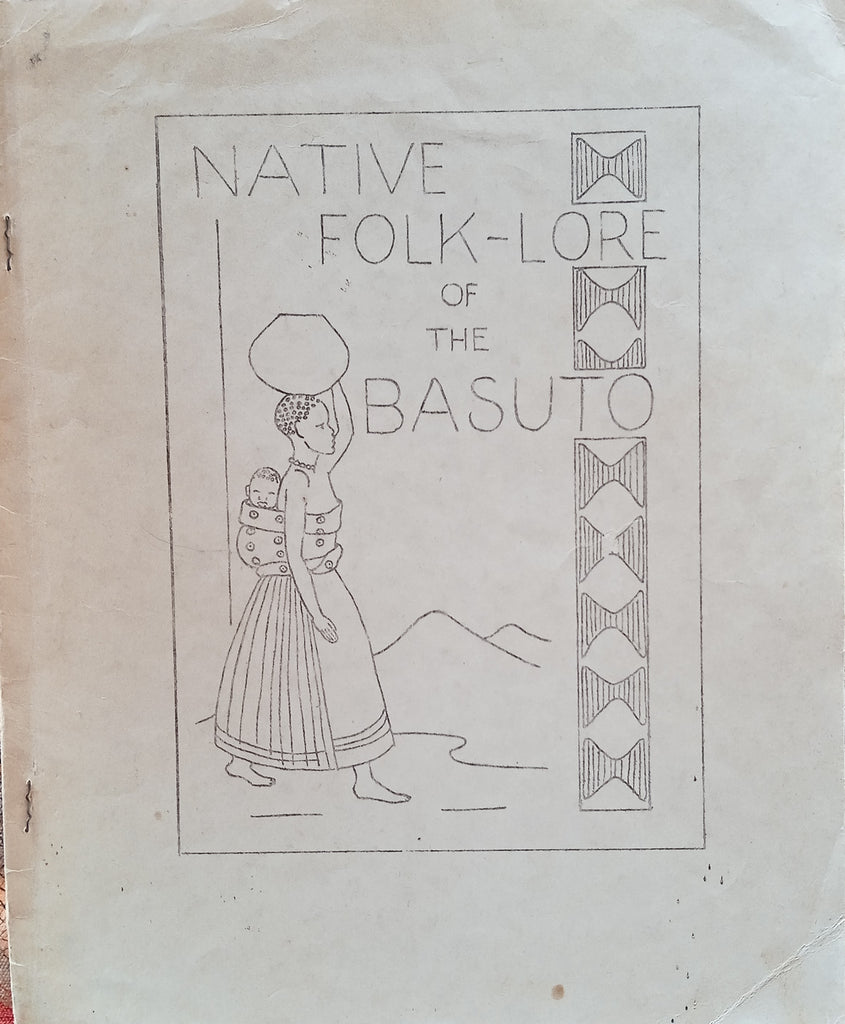 NATIVE
FOLK-LORE
OF
THE
BASUTO